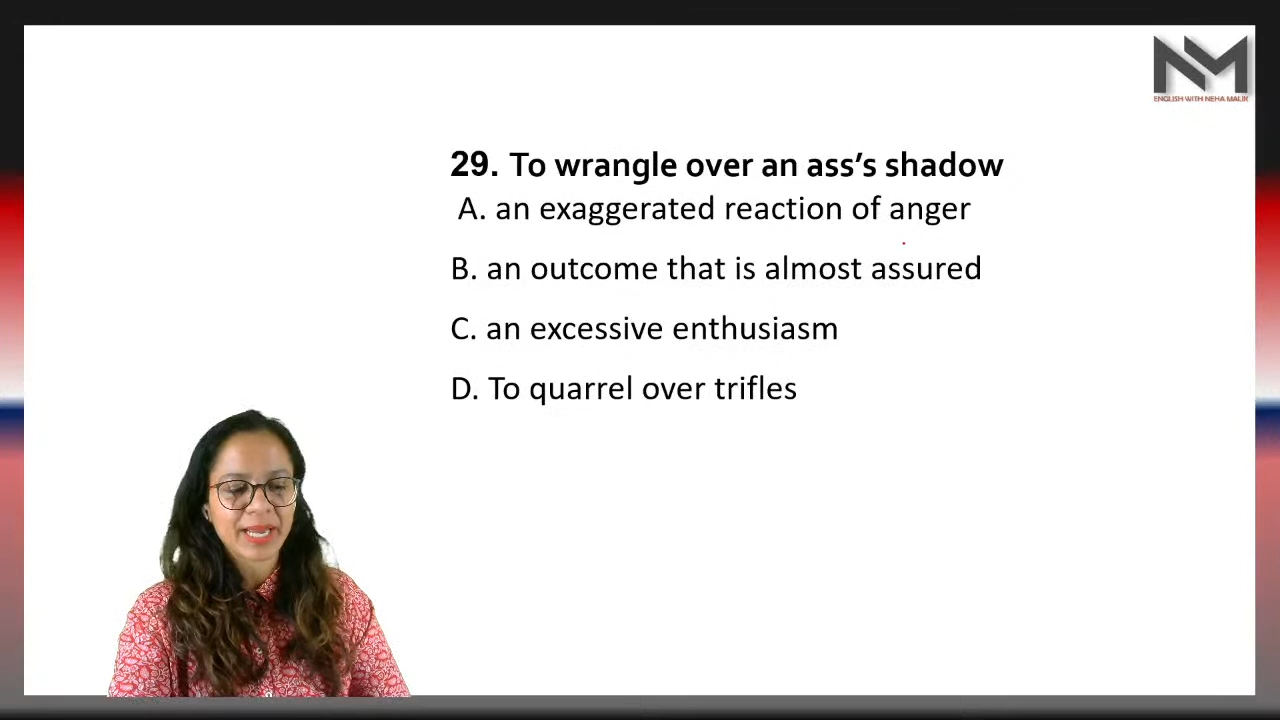 ENGLISH WITH NEHA MALIK
29. To wrangle over an ass’s shadow
A. an exaggerated reaction of anger
B. an outcome that is almost assured
C. an excessive enthusiasm
D. To quarrel over trifles